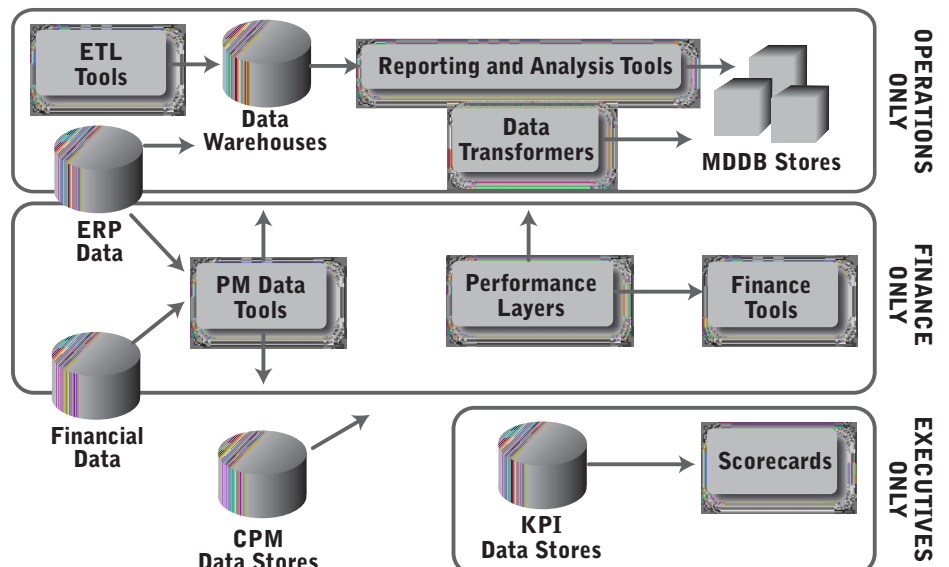 ETL
Tools
Data
Warehouses
Reporting and Analysis Tools
Data
Transformers
MDDB Stores
OPERATIONS
ONLY
ERP
Data
PM Data
Tools
Performance
Layers
Finance
Tools
FINANCE
ONLY
Financial
Data
CPM
Data Stores
KPI
Data Stores
Scorecards
EXECUTIVES
ONLY